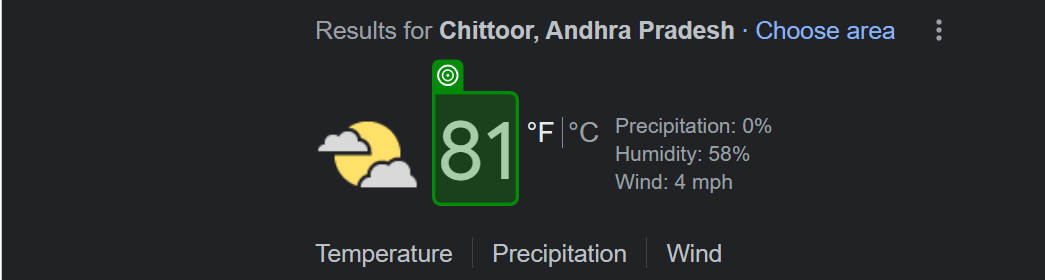 Results for Chittoor, Andhra Pradesh · Choose area
81 °F | °C
Precipitation: 0%
Humidity: 58%
Wind: 4 mph
Temperature | Precipitation | Wind